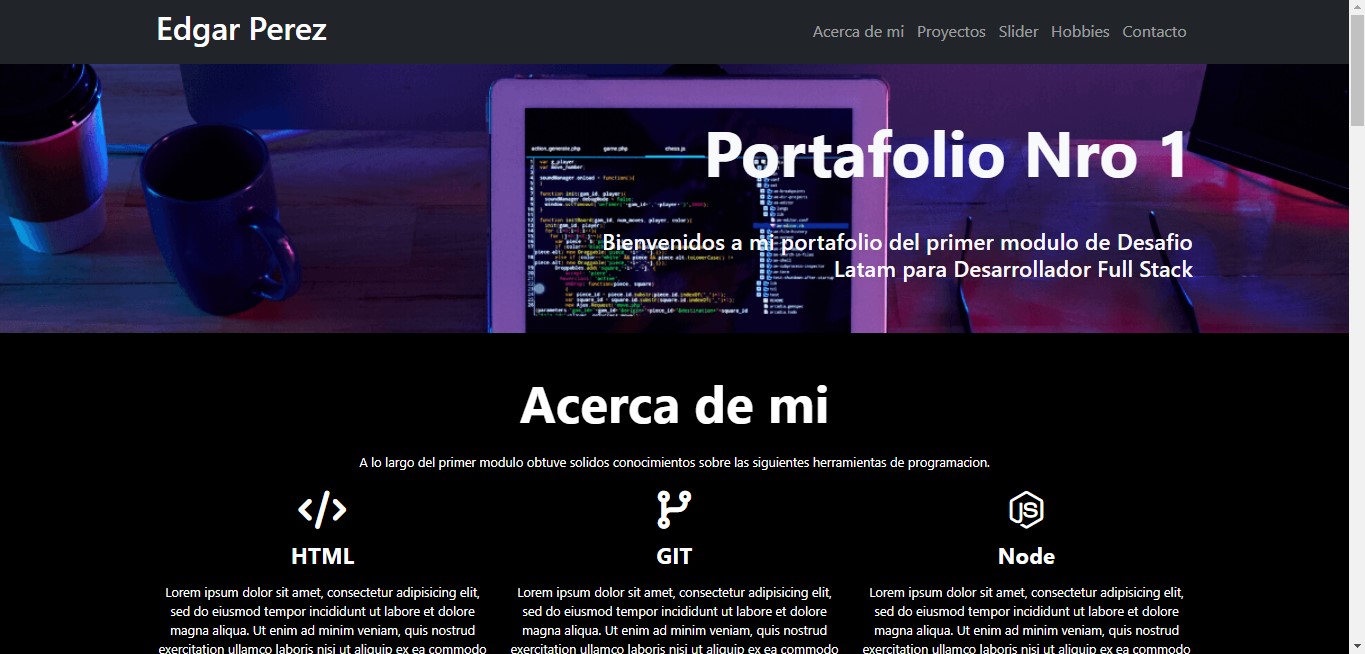 Edgar Perez
Acerca de mi Proyectos Slider Hobbies Contacto
action_generate.php game.php chess.js
Portafolio Nro 1
Bienvenidos a mi portafolio del primer modulo de Desafio
Latam para Desarrollador Full Stack
Acerca de mi
A lo largo del primer modulo obtuve solidos conocimientos sobre las siguientes herramientas de programacion.
HTML
Lorem ipsum dolor sit amet, consectetur adipisicing elit,
sed do eiusmod tempor incididunt ut labore et dolore
magna aliqua. Ut enim ad minim veniam, quis nostrud
exercitation ullamco laboris nisi ut aliquip ex ea commodo
GIT
Lorem ipsum dolor sit amet, consectetur adipisicing elit,
sed do eiusmod tempor incididunt ut labore et dolore
magna aliqua. Ut enim ad minim veniam, quis nostrud
exercitation ullamco laboris nisi ut aliquip ex ea commodo
JS
Node
Lorem ipsum dolor sit amet, consectetur adipisicing elit,
sed do eiusmod tempor incididunt ut labore et dolore
magna aliqua. Ut enim ad minim veniam, quis nostrud
exercitation ullamco laboris nisi ut aliquip ex ea commodo